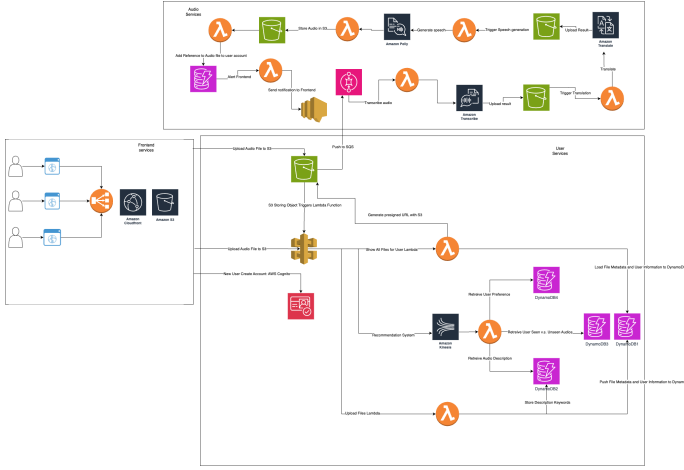 Audio
Services
Store Audio in S3
Amazon Polly
Generate speech
Trigger Speech generation
Upload Result
Amazon
Translate
Add Reference to Audio file to user account
Alert Frontend
Send notification to Frontend
Transcribe audio
Amazon
Transcribe
Upload result
Trigger Translation
Translate
Push in SQS
Frontend
services
Amazon
Cloudfront
Amazon S3
User
Services
Upload Audio File to S3
S3 Storing Object Triggers Lambda Function
Generate presigned URL with S3
Upload Audio File to S3
Show All Files for User Lambda
Load File Metadata and User Information to DynamoD
New User Create Account: AWS Cognito
Retrieve User Preference
DynamoDB4
Recommendation System
Amazon
Kinesis
Retrieve User Seen v.s. Unseen Audios
DynamoDB3
DynamoDB1
Retrieve Audio Description
DynamoDB2
Push File Metadata and User Information to Dynam
Store Description Keywords
Upload Files Lambda